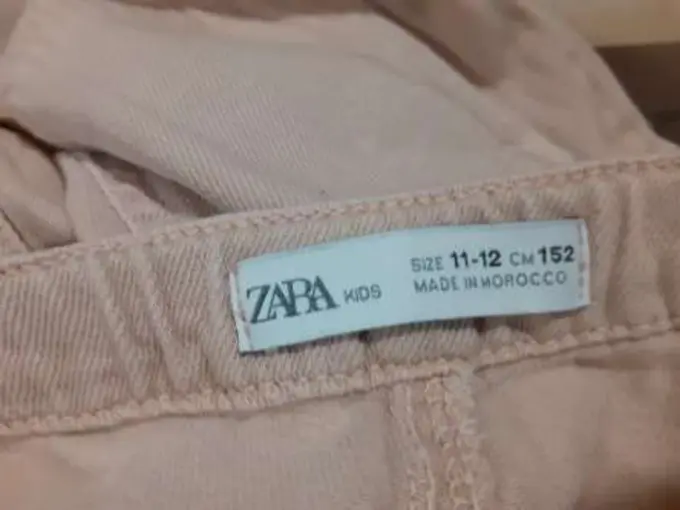 ZARA KIDS
SIZE 11-12 CM 152
MADE IN MOROCCO